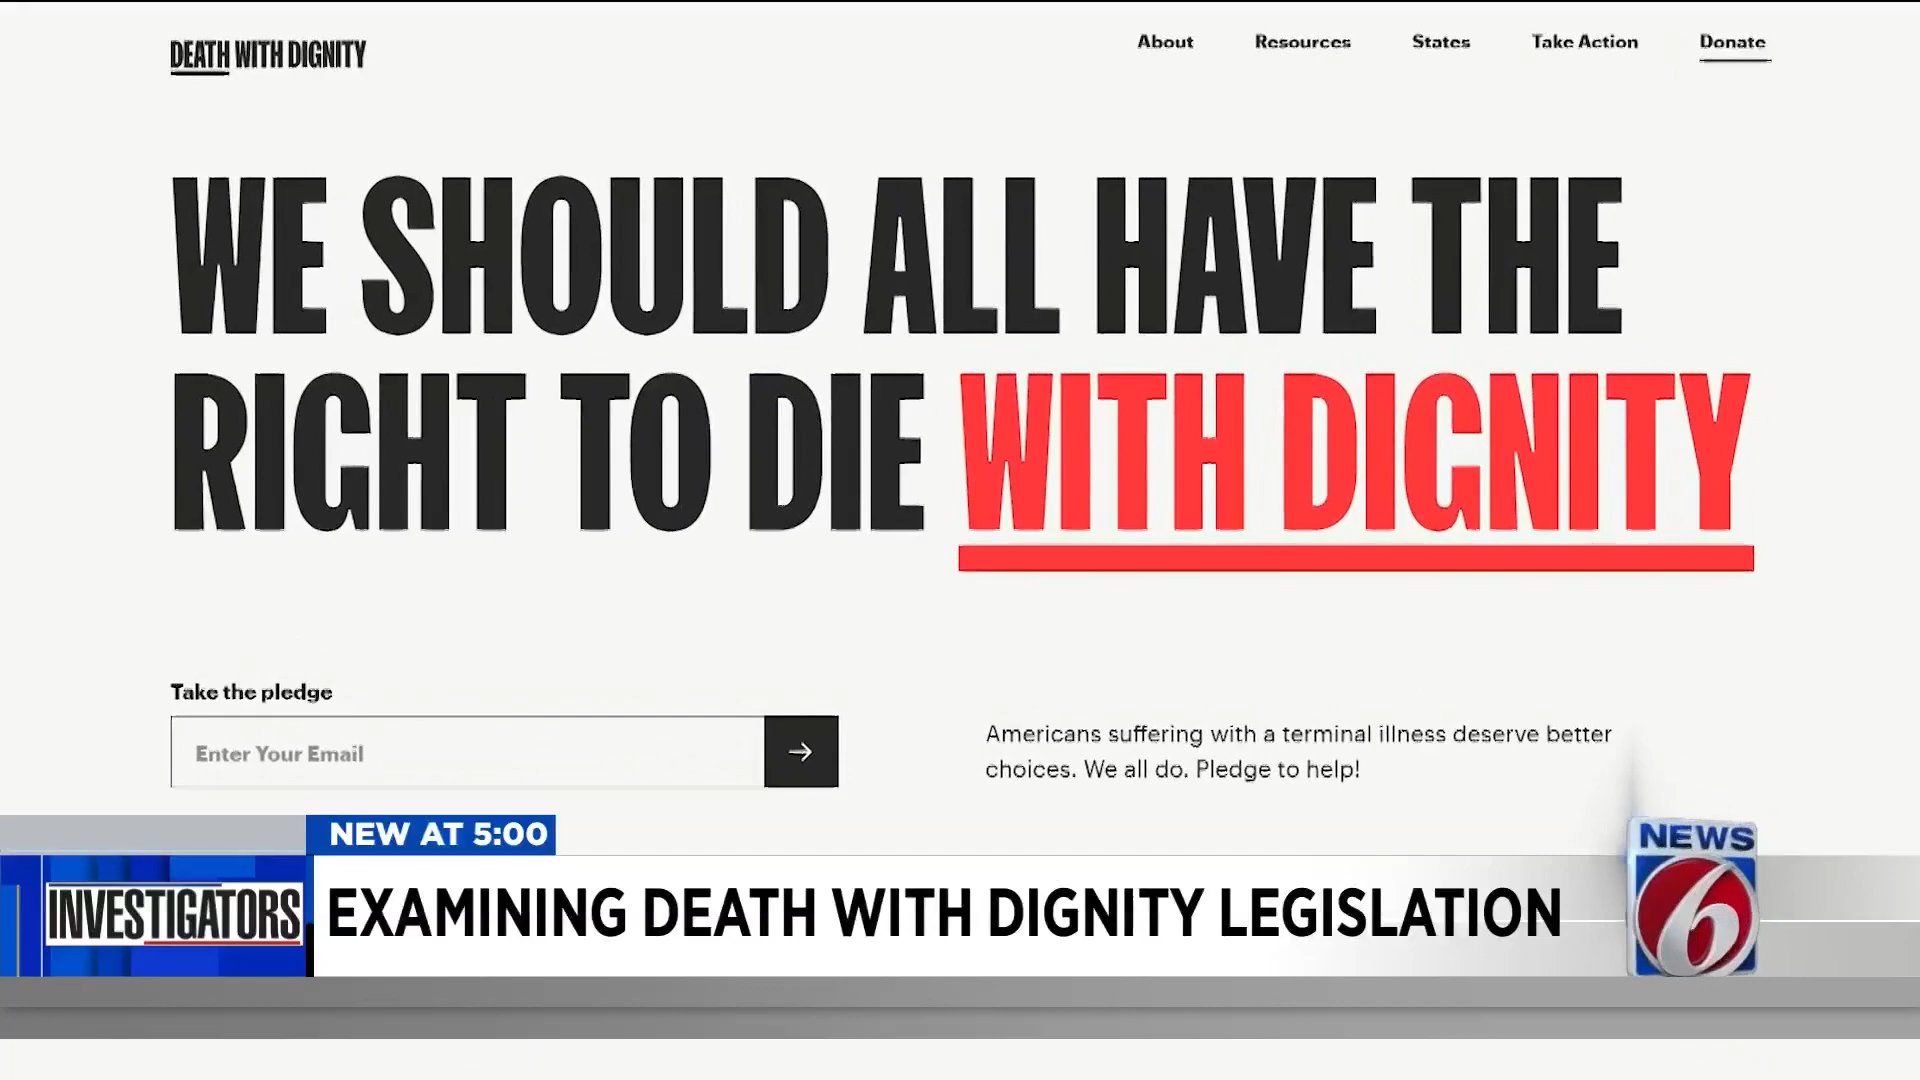 DEATH WITH DIGNITY
About Resources States Take Action Donate
WE SHOULD ALL HAVE THE
RIGHT TO DIE WITH DIGNITY
Take the pledge
Enter Your Email
Americans suffering with a terminal illness deserve better
choices. We all do. Pledge to help!
NEW AT 5:00
INVESTIGATORS
EXAMINING DEATH WITH DIGNITY LEGISLATION
NEWS
6